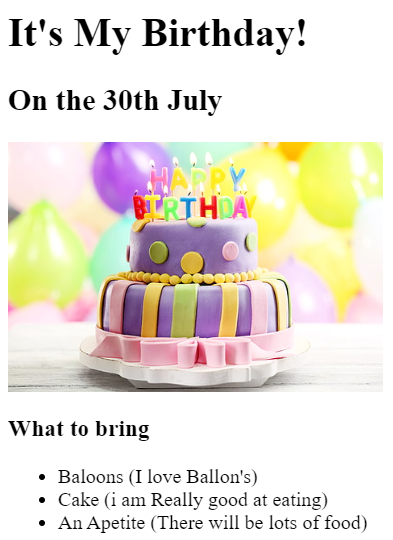 It's My Birthday!
On the 30th July
HAPPY
BIRTHDAY
What to bring
Baloons (I love Ballon's)
Cake (i am Really good at eating)
An Apetite (There will be lots of food)